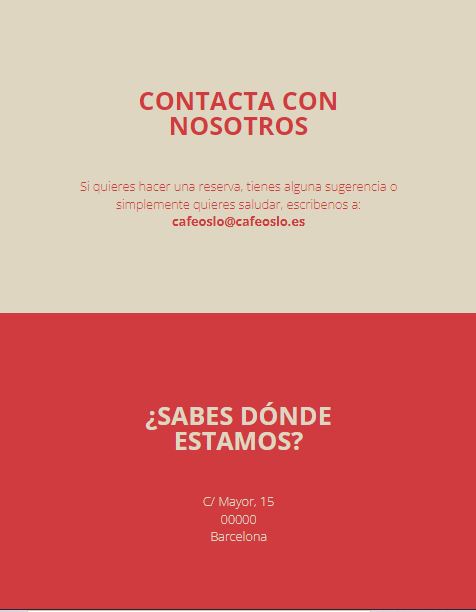 CONTACTA CON
NOSOTROS
Si quieres hacer una reserva, tienes alguna sugerencia o
simplemente quieres saludar, escribenos a:
cafeoslo@cafeoslo.es
¿SABES DÓNDE
ESTAMOS?
C/ Mayor, 15
00000
Barcelona